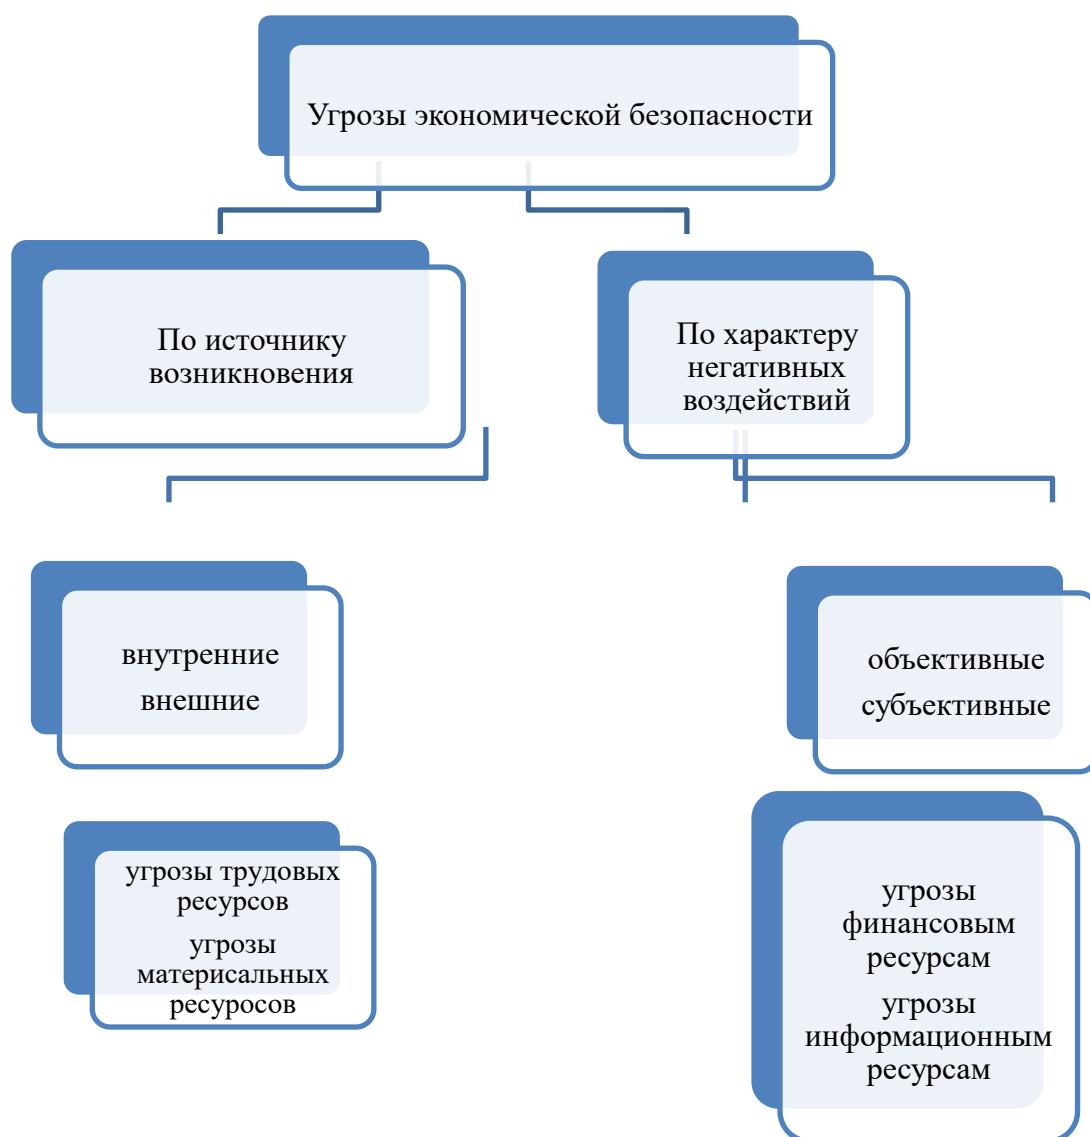 Угрозы экономической безопасности
По источнику
возникновения
По характеру
негативных
воздействий
внутренние
внешние
объективные
субъективные
угрозы трудовых
ресурсов
угрозы
материсальных
ресуросов
угрозы
финансовым
ресурсам
угрозы
информационным
ресурсам